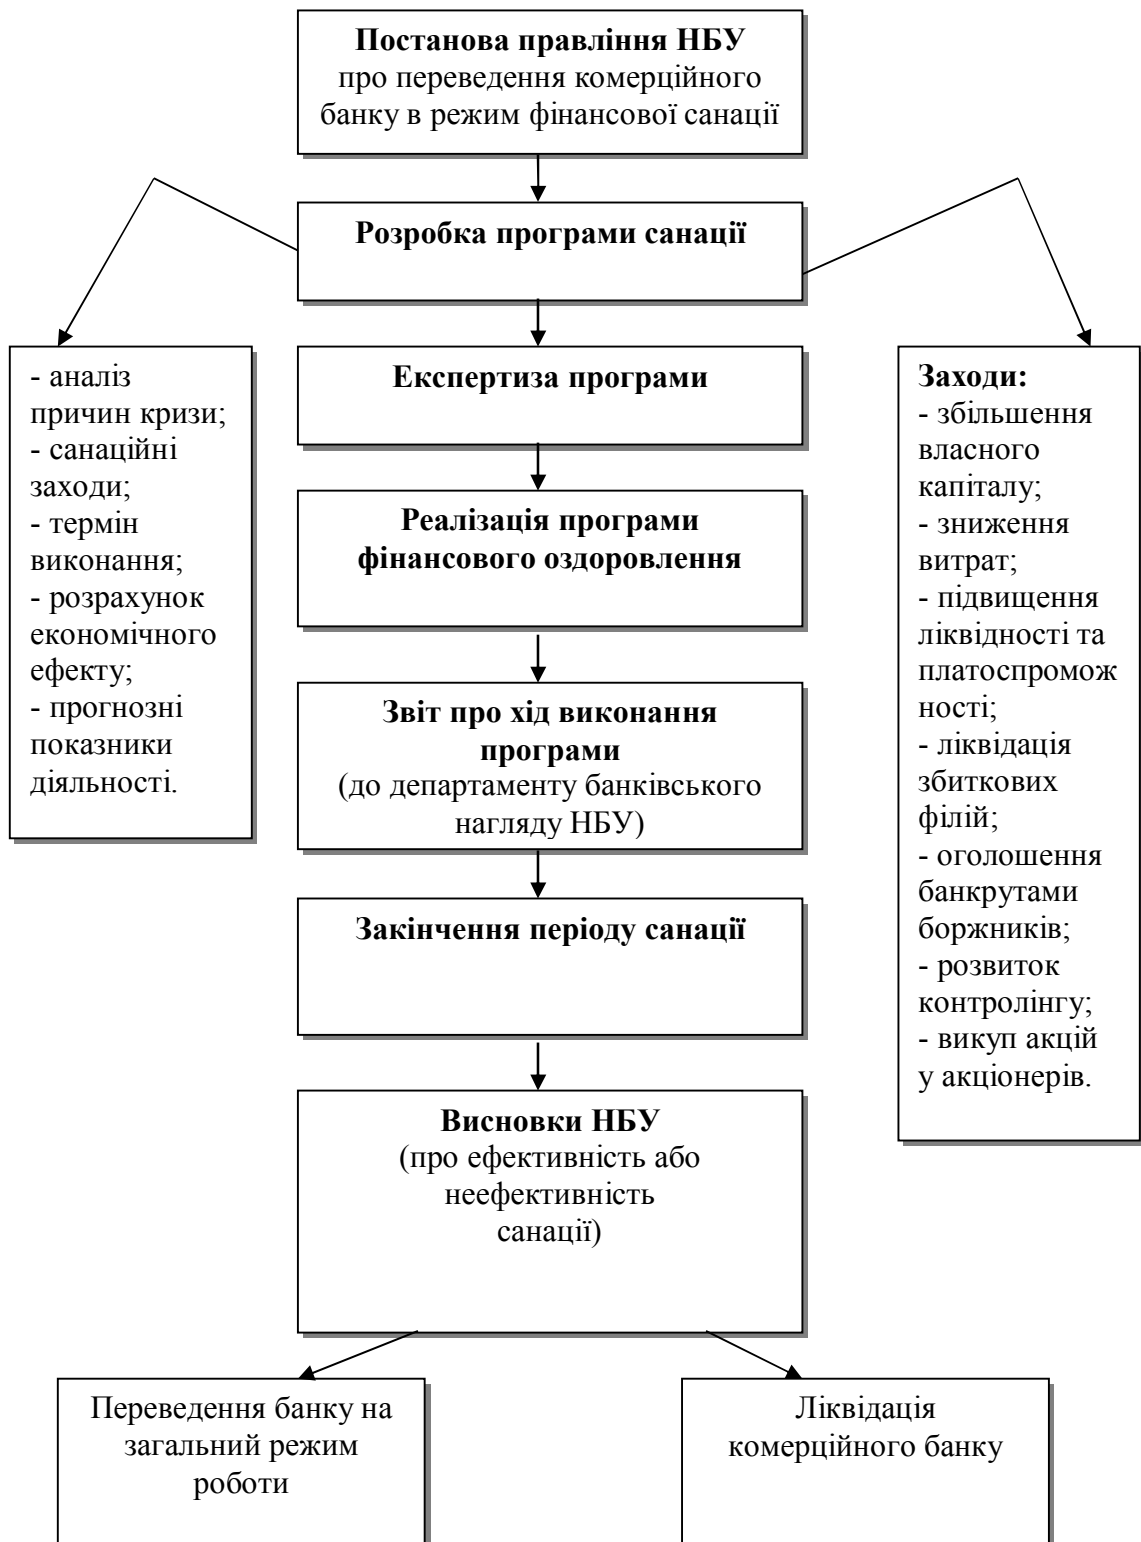 Постанова правління НБУ
про переведення комерційного
банку в режим фінансової санації
Розробка програми санації
- аналіз
причин кризи;
- санаційні
заходи;
- термін
виконання;
- розрахунок
економічного
ефекту;
- прогнозні
показники
діяльності.
Експертиза програми
Реалізація програми
фінансового оздоровлення
Звіт про хід виконання
програми
(до департаменту банківського
нагляду НБУ)
Закінчення періоду санації
Заходи:
- збільшення
власного
капіталу;
- зниження
витрат;
- підвищення
ліквідності та
платоспромож
ності;
- ліквідація
збиткових
філій;
- оголошення
банкрутами
боржників;
- розвиток
контролінгу;
- викуп акцій
у акціонерів.
Висновки НБУ
(про ефективність або
неефективність
санації)
Переведення банку на
загальний режим
роботи
Ліквідація
комерційного банку